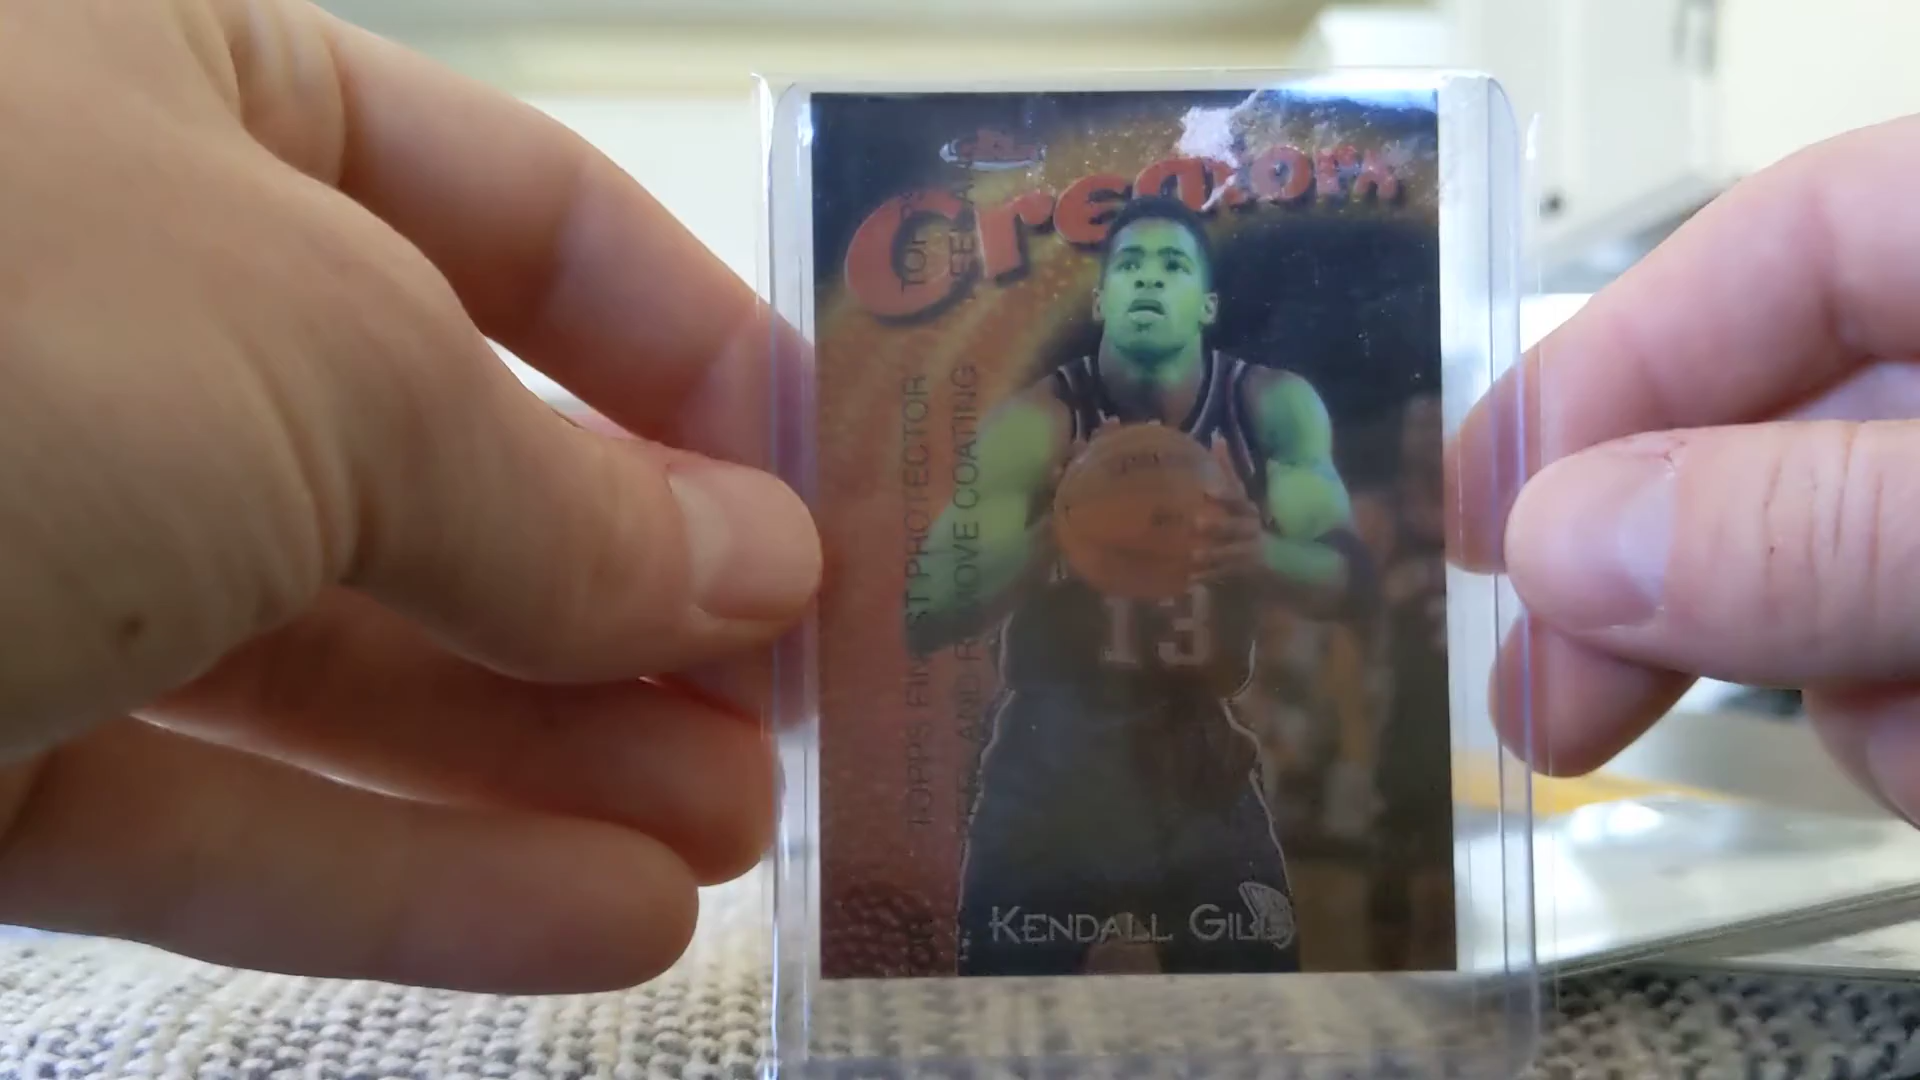 Creators
TOPPS FINEST PROTECTOR
PEEL AND REMOVE COATING
13
KENDALL GILL